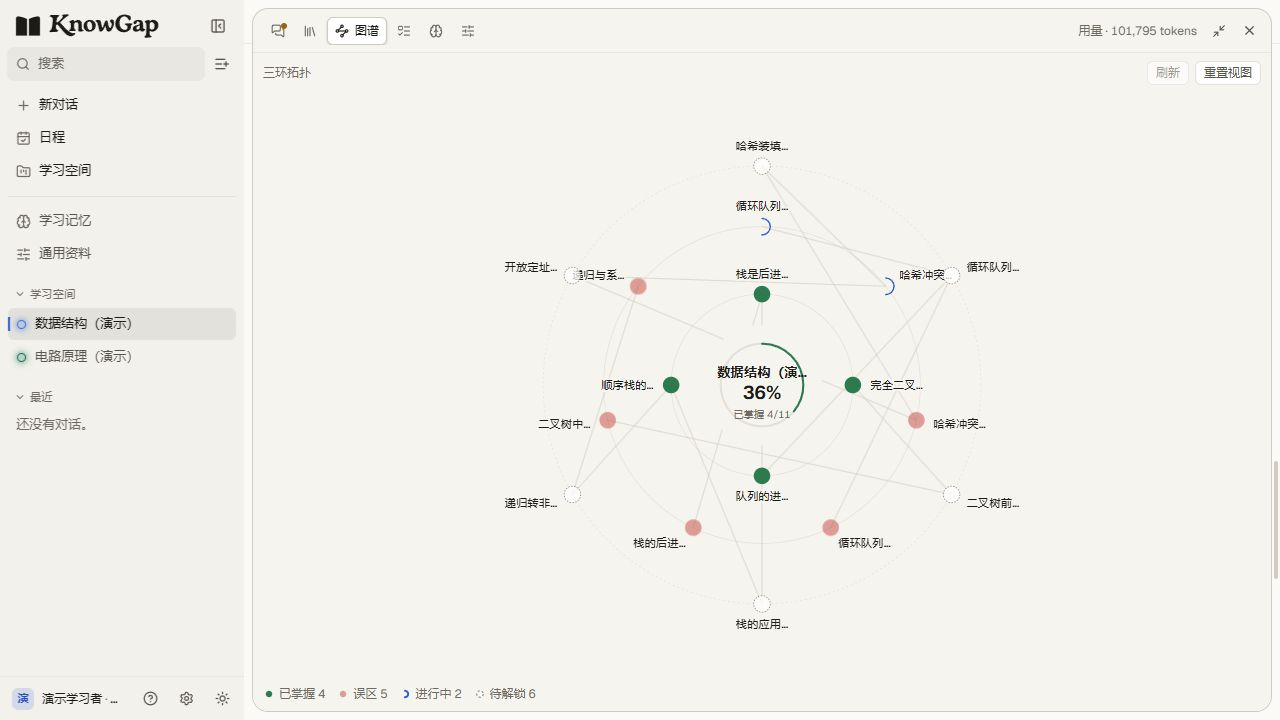 KnowGap
搜索
新对话
日程
学习空间
学习记忆
通用资料
学习空间
数据结构（演示）
电路原理（演示）
最近
还没有对话。
演
演示学习者 · ...
图谱
用量 · 101,795 tokens
三环拓扑
刷新
重置视图
哈希装填...
循环队列...
开放定址...
递归与系...
栈是后进...
哈希冲突...
循环队列...
数据结构（演...
36%
已掌握 4/11
顺序栈的...
完全二叉...
二叉树中...
哈希冲突...
队列的进...
递归转非...
二叉树前...
栈的后进...
循环队列...
栈的应用...
已掌握 4
误区 5
进行中 2
待解锁 6